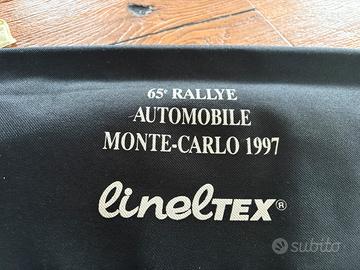 65e RALLYE
AUTOMOBILE
MONTE-CARLO 1997
lineltex®
subito